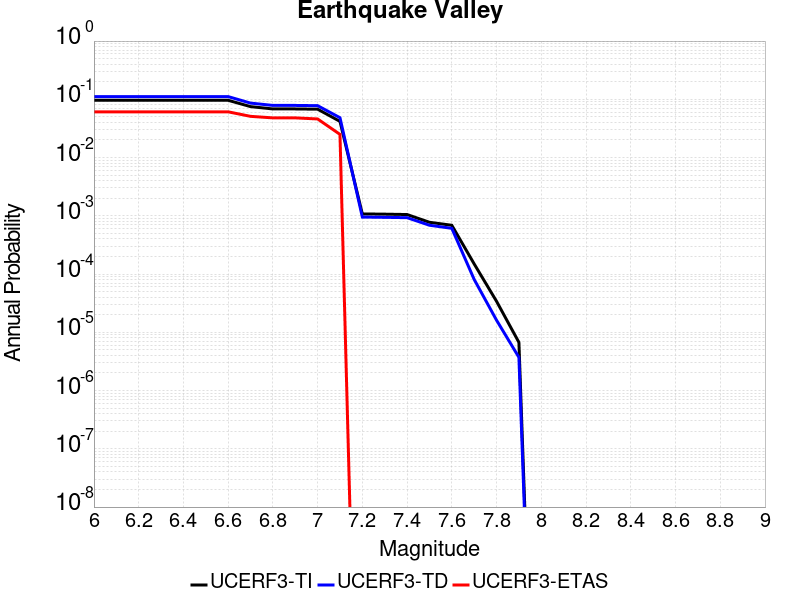 Earthquake Valley
10^0
10^-1
10^-2
10^-3
10^-4
10^-5
10^-6
10^-7
10^-8
Annual Probability
6 6.2 6.4 6.6 6.8 7 7.2 7.4 7.6 7.8 8 8.2 8.4 8.6 8.8 9
Magnitude
UCERF3-TI UCERF3-TD UCERF3-ETAS